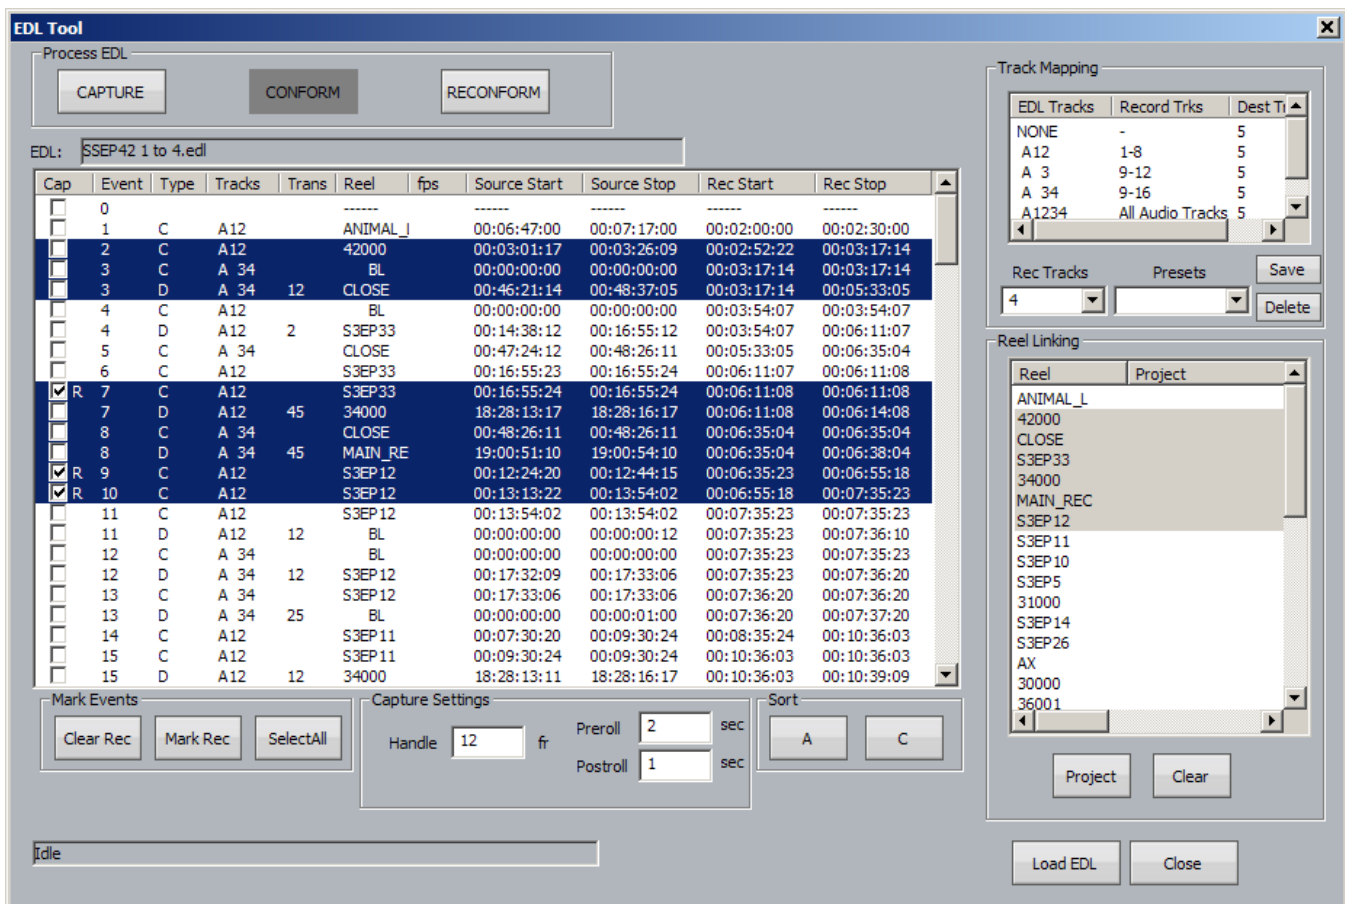 EDL Tool
Process EDL
CAPTURE CONFORM RECONFORM
EDL: SSEP42 1 to 4.edl
Cap Event Type Tracks Trans Reel fps Source Start Source Stop Rec Start Rec Stop
0 ------ ------ ------ ------ ------
1 C A12 ANIMAL_ 00:06:47:00 00:07:17:00 00:02:00:00 00:02:30:00
2 C A12 42000 00:03:01:17 00:03:26:09 00:02:52:22 00:03:17:14
3 C A 34 BL 00:00:00:00 00:00:00:00 00:03:17:14 00:03:17:14
3 D A 34 12 CLOSE 00:46:21:14 00:48:37:05 00:03:17:14 00:05:33:05
4 C A12 BL 00:00:00:00 00:00:00:00 00:03:54:07 00:03:54:07
4 D A12 2 S3EP33 00:14:38:12 00:16:55:12 00:03:54:07 00:06:11:07
5 C A 34 CLOSE 00:47:24:12 00:48:26:11 00:05:33:05 00:06:35:04
6 C A12 S3EP33 00:16:55:23 00:16:55:24 00:06:11:07 00:06:11:08
R 7 C A12 S3EP33 00:16:55:24 00:16:55:24 00:06:11:08 00:06:11:08
7 D A12 45 34000 18:28:13:17 18:28:16:17 00:06:11:08 00:06:14:08
8 C A 34 CLOSE 00:48:26:11 00:48:26:11 00:06:35:04 00:06:35:04
8 D A 34 45 MAIN_RE 19:00:51:10 19:00:54:10 00:06:35:04 00:06:38:04
R 9 C A12 S3EP12 00:12:24:20 00:12:44:15 00:06:35:23 00:06:55:18
R 10 C A12 S3EP12 00:13:13:22 00:13:54:02 00:06:55:18 00:07:35:23
11 C A12 S3EP12 00:13:54:02 00:13:54:02 00:07:35:23 00:07:35:23
11 D A12 12 BL 00:00:00:00 00:00:00:12 00:07:35:23 00:07:36:10
12 C A 34 BL 00:00:00:00 00:00:00:00 00:07:35:23 00:07:35:23
12 D A 34 12 S3EP12 00:17:32:09 00:17:33:06 00:07:35:23 00:07:36:20
13 C A 34 S3EP12 00:17:33:06 00:17:33:06 00:07:36:20 00:07:36:20
13 D A 34 25 BL 00:00:00:00 00:00:01:00 00:07:36:20 00:07:37:20
14 C A12 S3EP11 00:07:30:20 00:09:30:24 00:08:35:24 00:10:36:03
15 C A12 S3EP11 00:09:30:24 00:09:30:24 00:10:36:03 00:10:36:03
15 D A12 12 34000 18:28:13:11 18:28:16:17 00:10:36:03 00:10:39:09
Mark Events
Clear Rec Mark Rec SelectAll
Capture Settings
Handle 12 fr
Preroll 2 sec
Postroll 1 sec
Sort
A C
Idle
Track Mapping
EDL Tracks Record Trks Dest Tr
NONE - 5
A12 1-8 5
A 3 9-12 5
A 34 9-16 5
A1234 All Audio Tracks 5
Rec Tracks Presets Save
4 Delete
Reel Linking
Reel Project
ANIMAL_L
42000
CLOSE
S3EP33
34000
MAIN_REC
S3EP12
S3EP11
S3EP10
S3EP5
31000
S3EP14
S3EP26
AX
30000
36001
Project Clear
Load EDL Close